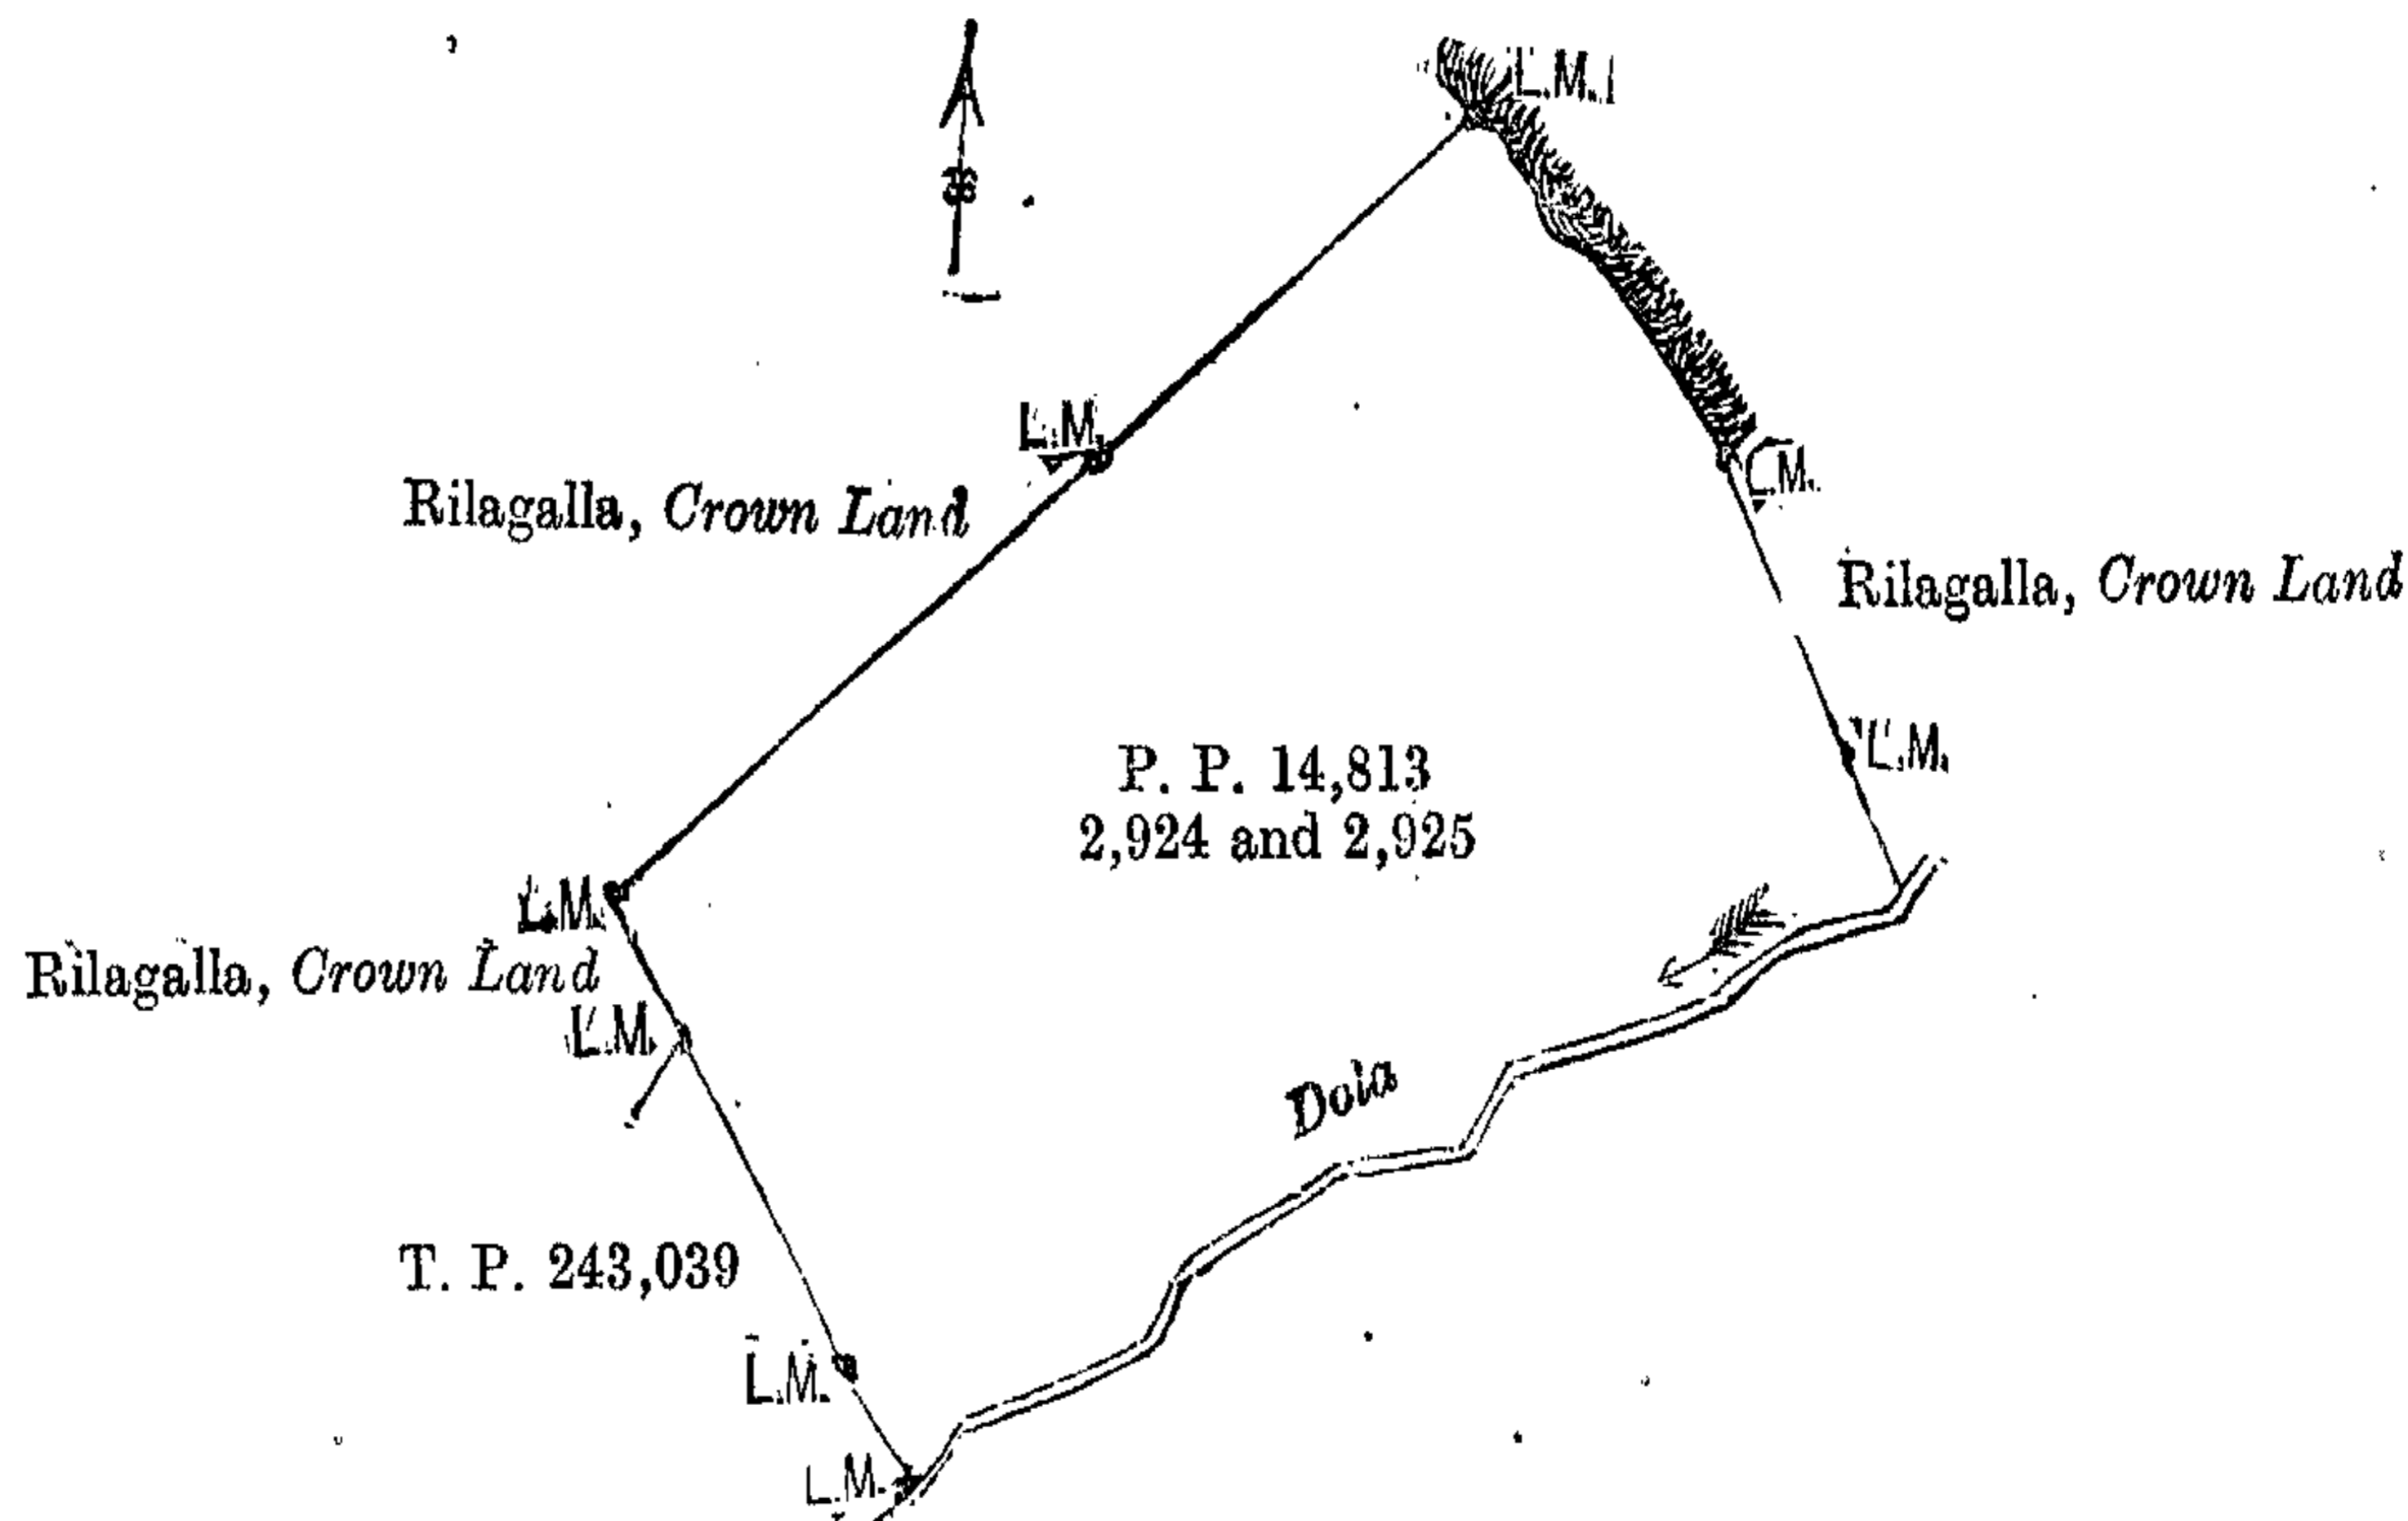 L.M.
L.M.
L.M.
Rilagalla, Crown Land
Rilagalla, Crown Land
L.M.
P. P. 14,813
2,924 and 2,925
L.M.
Rilagalla, Crown Land
L.M.
Dola
T. P. 243,039
L.M.
L.M.